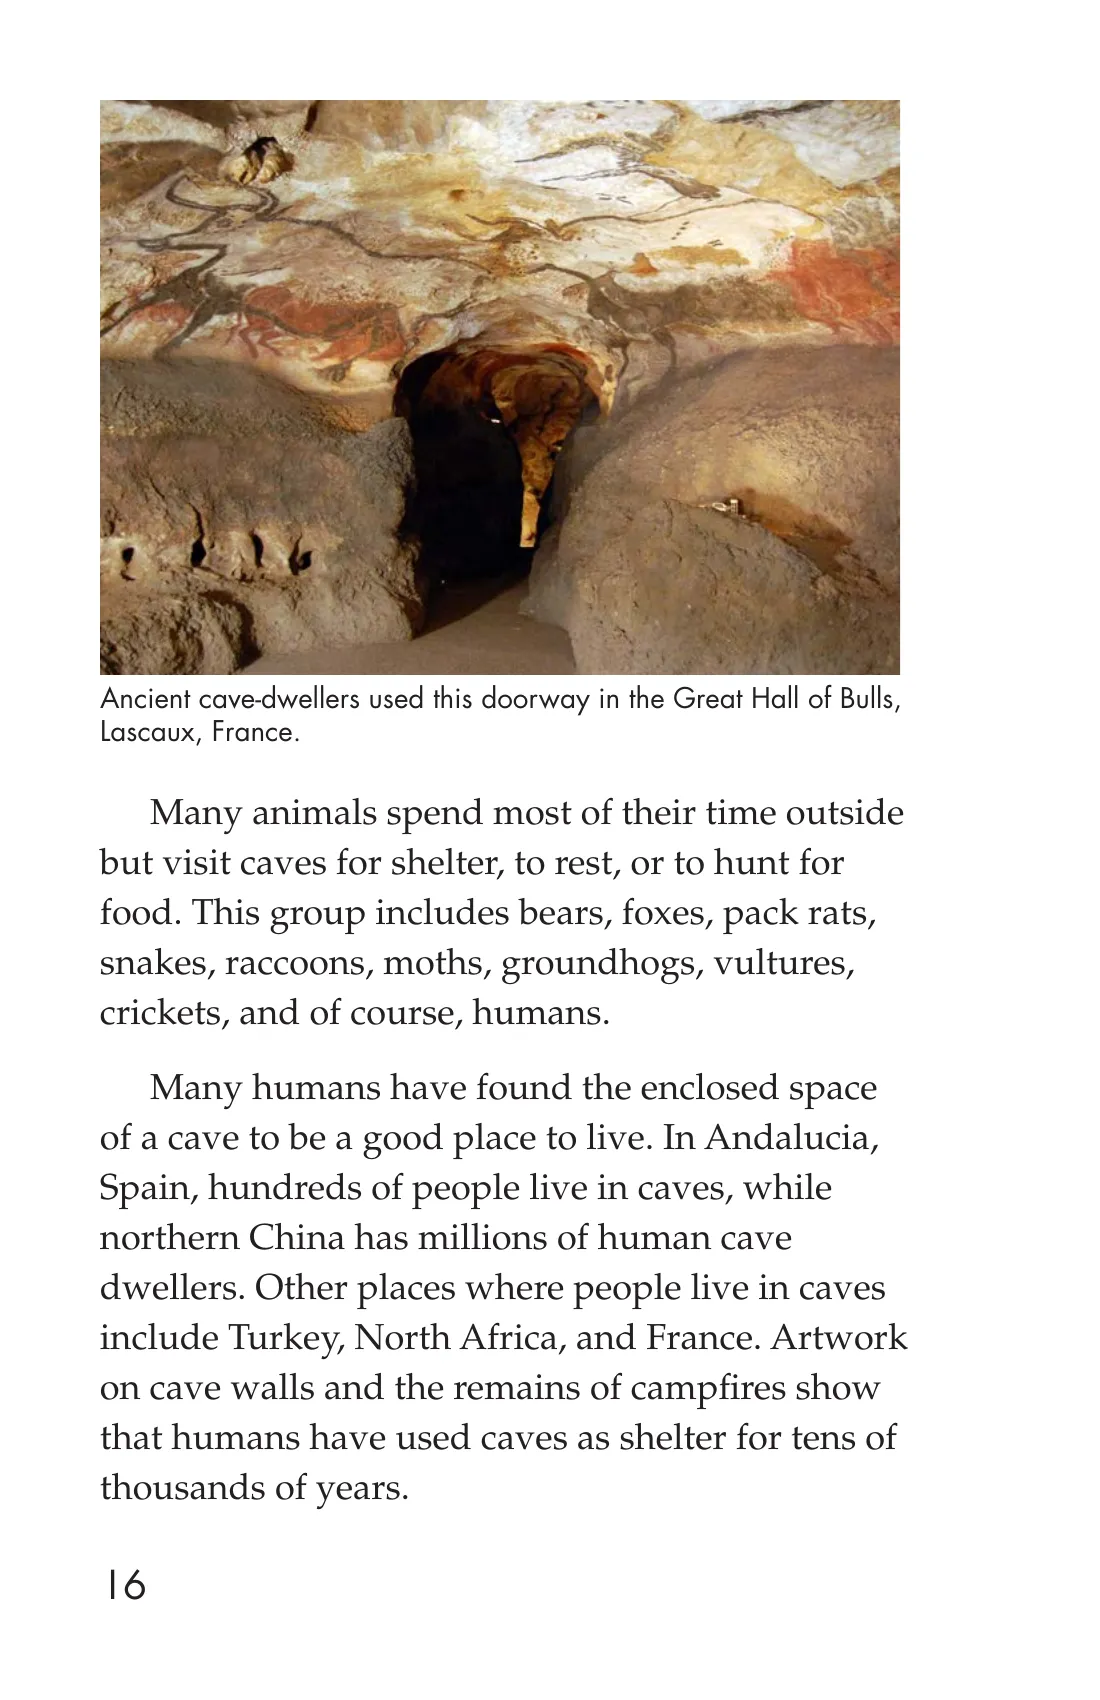 Ancient cave-dwellers used this doorway in the Great Hall of Bulls,
Lascaux, France.
Many animals spend most of their time outside
but visit caves for shelter, to rest, or to hunt for
food. This group includes bears, foxes, pack rats,
snakes, raccoons, moths, groundhogs, vultures,
crickets, and of course, humans.
Many humans have found the enclosed space
of a cave to be a good place to live. In Andalucia,
Spain, hundreds of people live in caves, while
northern China has millions of human cave
dwellers. Other places where people live in caves
include Turkey, North Africa, and France. Artwork
on cave walls and the remains of campfires show
that humans have used caves as shelter for tens of
thousands of years.
16